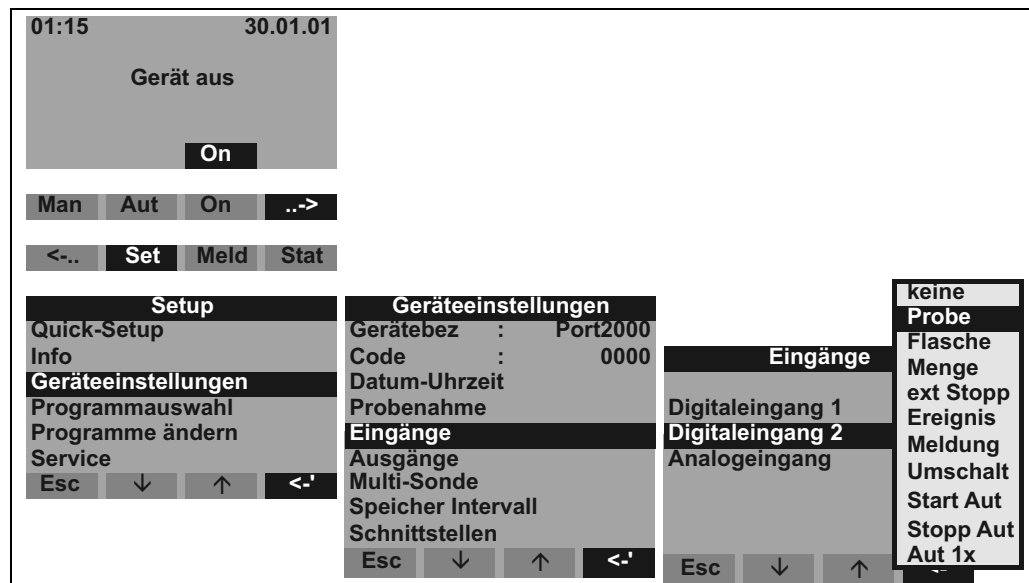 01:15 30.01.01
Gerät aus
On
Man Aut On ..->
<-.. Set Meld Stat
Setup
Quick-Setup
Info
Geräteeinstellungen
Programmauswahl
Programme ändern
Service
Esc ↓ ↑ <-'
Geräteeinstellungen
Gerätebez : Port2000
Code : 0000
Datum-Uhrzeit
Probenahme
Eingänge
Ausgänge
Multi-Sonde
Speicher Intervall
Schnittstellen
Esc ↓ ↑ <-'
Eingänge
Digitaleingang 1
Digitaleingang 2
Analogeingang
Esc ↓ ↑
keine
Probe
Flasche
Menge
ext Stopp
Ereignis
Meldung
Umschalt
Start Aut
Stopp Aut
Aut 1x